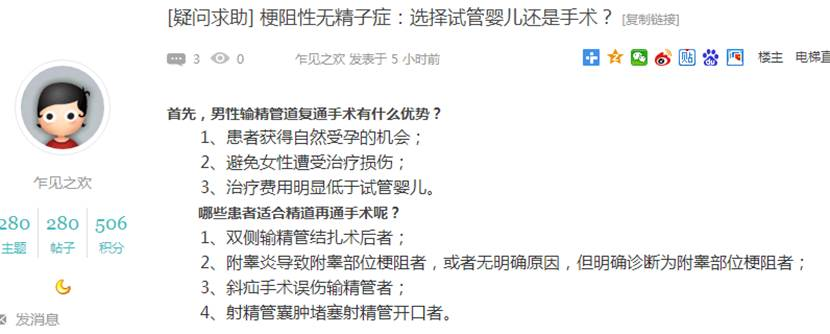 [疑问求助] 梗阻性无精子症：选择试管婴儿还是手术？ [复制链接]
3 0 乍见之欢 发表于 5 小时前 贴 楼主 电梯直
首先，男性输精管道复通手术有什么优势？
1、患者获得自然受孕的机会；
2、避免女性遭受治疗损伤；
3、治疗费用明显低于试管婴儿。
乍见之欢
哪些患者适合精道再通手术呢？
280 280 506
主题 帖子 积分
1、双侧输精管结扎术后者；
2、附睾炎导致附睾部位梗阻者，或者无明确原因，但明确诊断为附睾部位梗阻者；
3、斜疝手术误伤输精管者；
4、射精管囊肿堵塞射精管开口者。
发消息